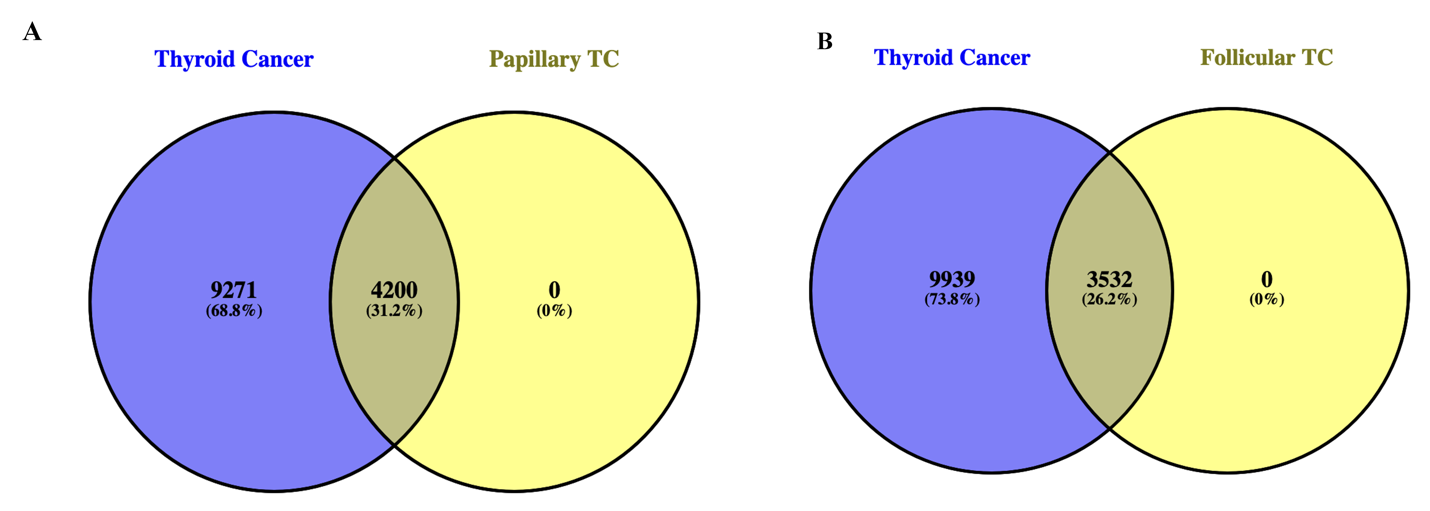 A
Thyroid Cancer
Papillary TC
9271
(68.8%)
4200
(31.2%)
0
(0%)
B
Thyroid Cancer
Follicular TC
9939
(73.8%)
3532
(26.2%)
0
(0%)